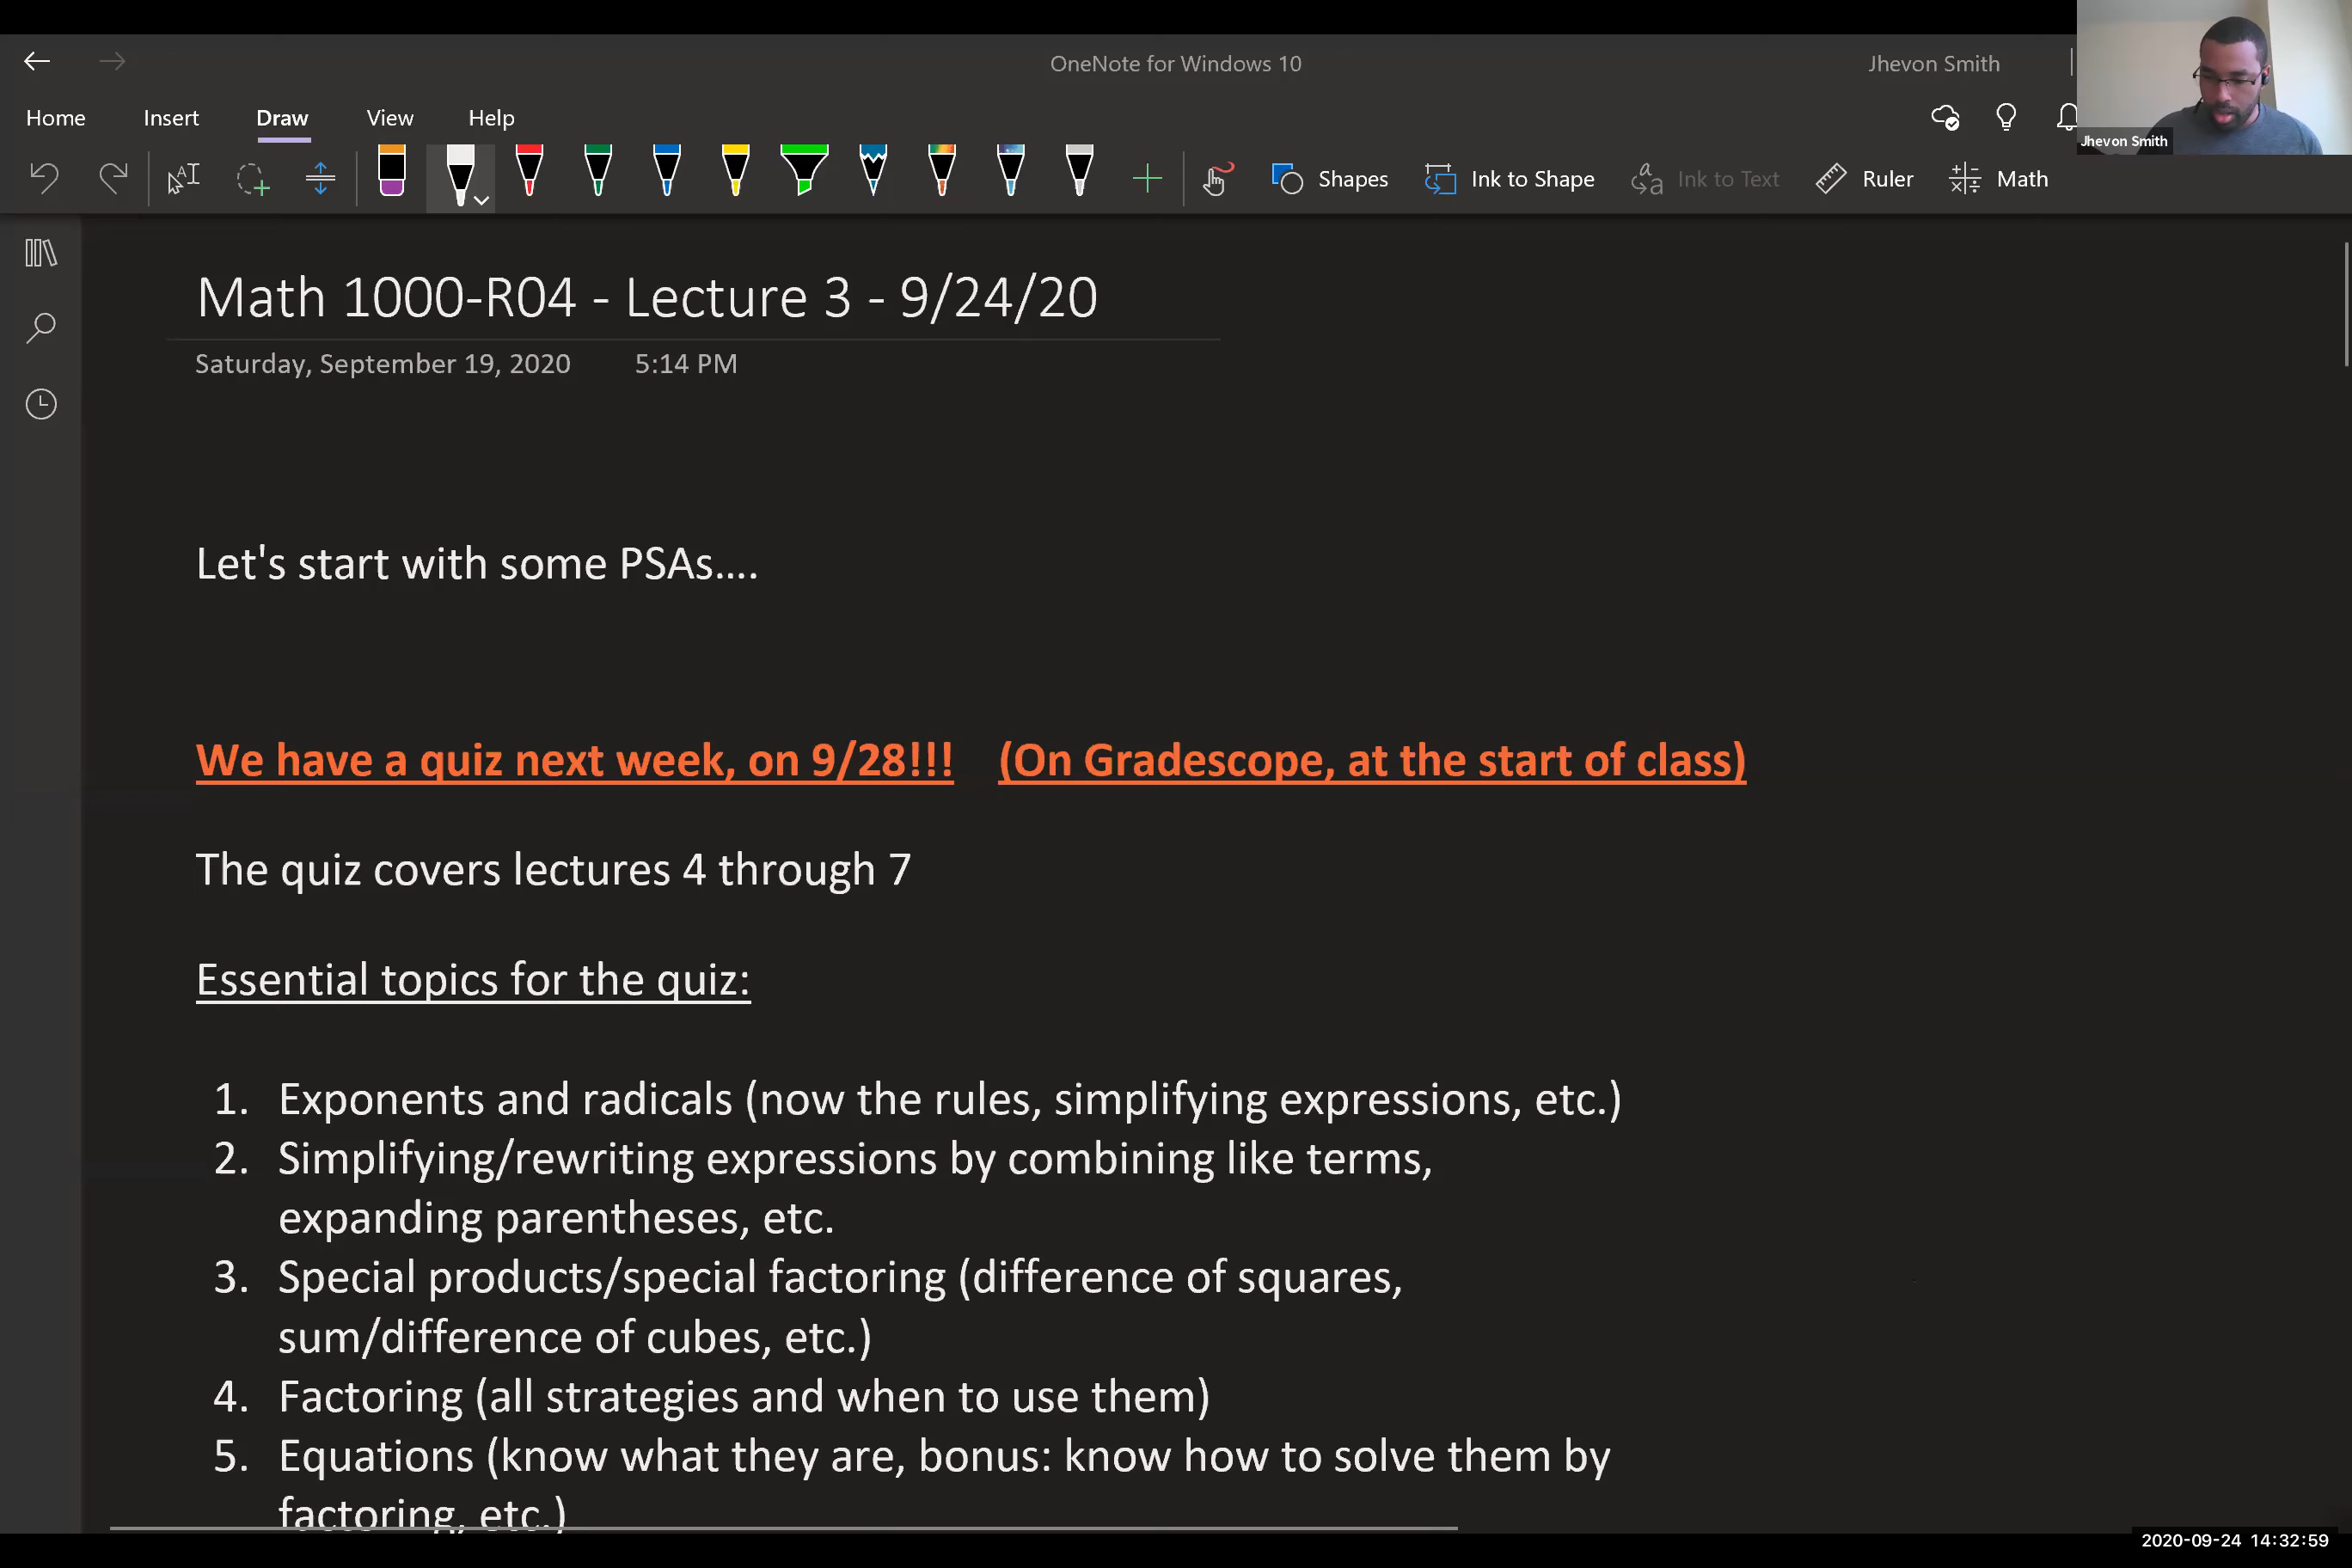 OneNote for Windows 10
Jhevon Smith
Home Insert Draw View Help
Jhevon Smith
Shapes Ink to Shape Ink to Text Ruler Math
Math 1000-R04 - Lecture 3 - 9/24/20
Saturday, September 19, 2020 5:14 PM
Let's start with some PSAs....
We have a quiz next week, on 9/28!!! (On Gradescope, at the start of class)
The quiz covers lectures 4 through 7
Essential topics for the quiz:
1. Exponents and radicals (now the rules, simplifying expressions, etc.)
2. Simplifying/rewriting expressions by combining like terms,
expanding parentheses, etc.
3. Special products/special factoring (difference of squares,
sum/difference of cubes, etc.)
4. Factoring (all strategies and when to use them)
5. Equations (know what they are, bonus: know how to solve them by
factoring, etc.)
2020-09-24 14:32:59